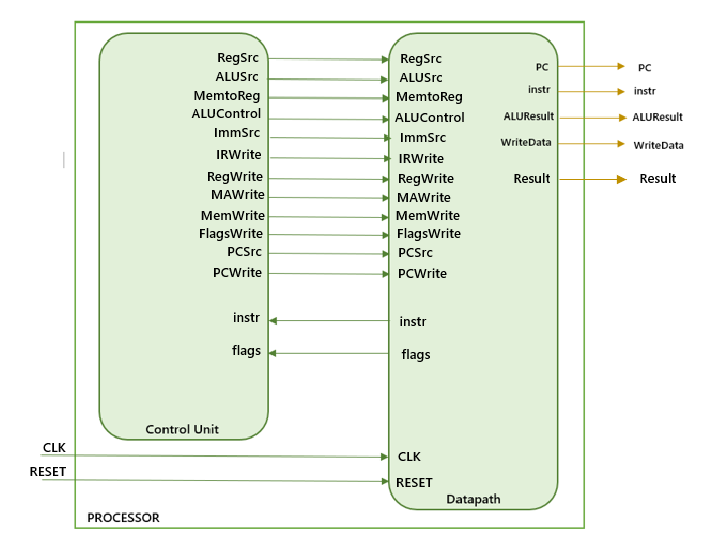 RegSrc
ALUSrc
MemtoReg
ALUControl
ImmSrc
IRWrite
RegWrite
MAWrite
MemWrite
FlagsWrite
PCSrc
PCWrite
instr
flags
Control Unit
RegSrc
ALUSrc
MemtoReg
ALUControl
ImmSrc
IRWrite
RegWrite
MAWrite
MemWrite
FlagsWrite
PCSrc
PCWrite
instr
flags
CLK
RESET
Datapath
PC
instr
ALUResult
WriteData
Result
PC
instr
ALUResult
WriteData
Result
CLK
RESET
PROCESSOR